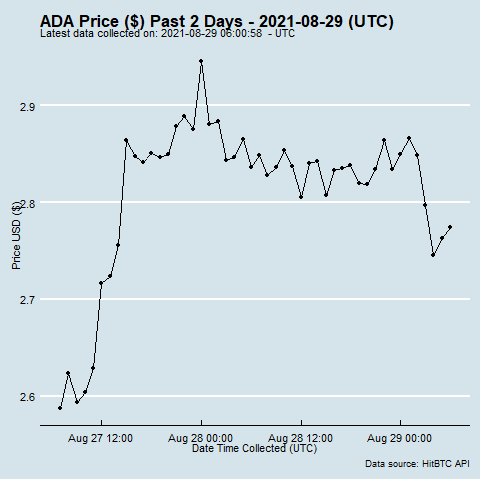 ADA Price ($) Past 2 Days - 2021-08-29 (UTC)
Latest data collected on: 2021-08-29 06:00:58 - UTC
2.9
2.8
2.7
2.6
Price USD ($)
Aug 27 12:00 Aug 28 00:00 Aug 28 12:00 Aug 29 00:00
Date Time Collected (UTC)
Data source: HitBTC API